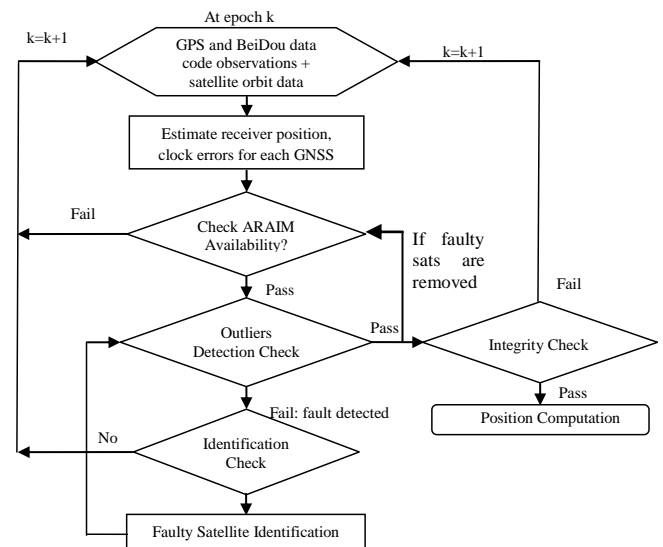 At epoch k
k=k+1
GPS and BeiDou data
code observations +
satellite orbit data
k=k+1
Estimate receiver position,
clock errors for each GNSS
Fail
Check ARAIM
Availability?
If faulty
sats are
removed
Pass
Fail
Outliers
Detection Check
Pass
Integrity Check
Pass
Fail: fault detected
Position Computation
No
Identification
Check
Faulty Satellite Identification